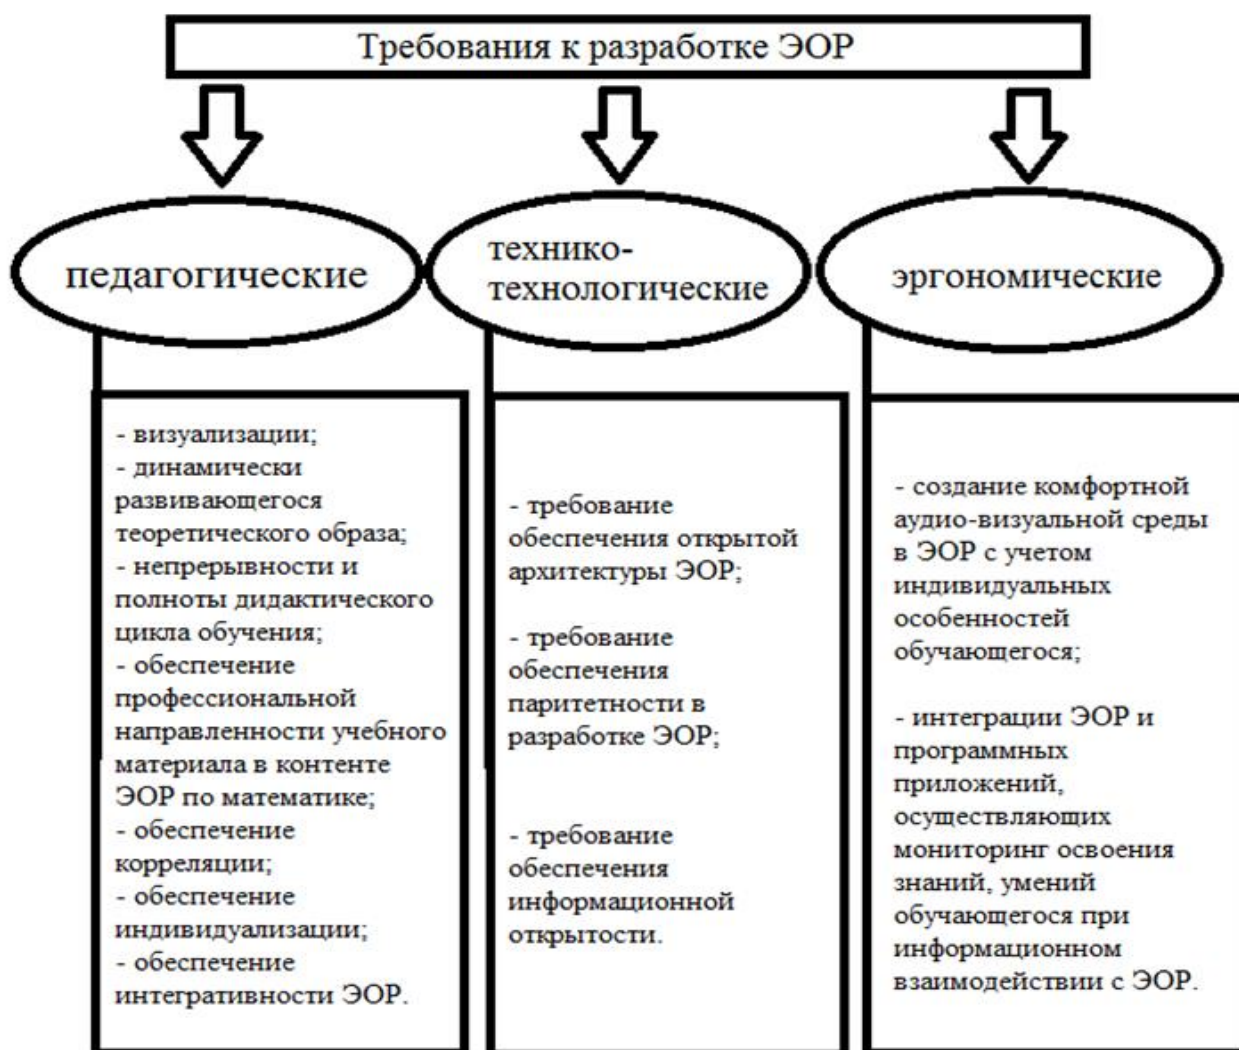 Требования к разработке ЭОР
педагогические
технико-
технологические
эргономические
- визуализации;
- динамически
развивающегося
теоретического образа;
- непрерывности и
полноты дидактического
цикла обучения;
- обеспечение
профессиональной
направленности учебного
материала в контенте
ЭОР по математике;
- обеспечение
корреляции;
- обеспечение
индивидуализации;
- обеспечение
интегративности ЭОР.
- требование
обеспечения открытой
архитектуры ЭОР;
- требование
обеспечения
паритетности в
разработке ЭОР;
- требование
обеспечения
информационной
открытости.
- создание комфортной
аудио-визуальной среды
в ЭОР с учетом
индивидуальных
особенностей
обучающегося;
- интеграции ЭОР и
программных
приложений,
осуществляющих
мониторинг освоения
знаний, умений
обучающегося при
информационном
взаимодействии с ЭОР.